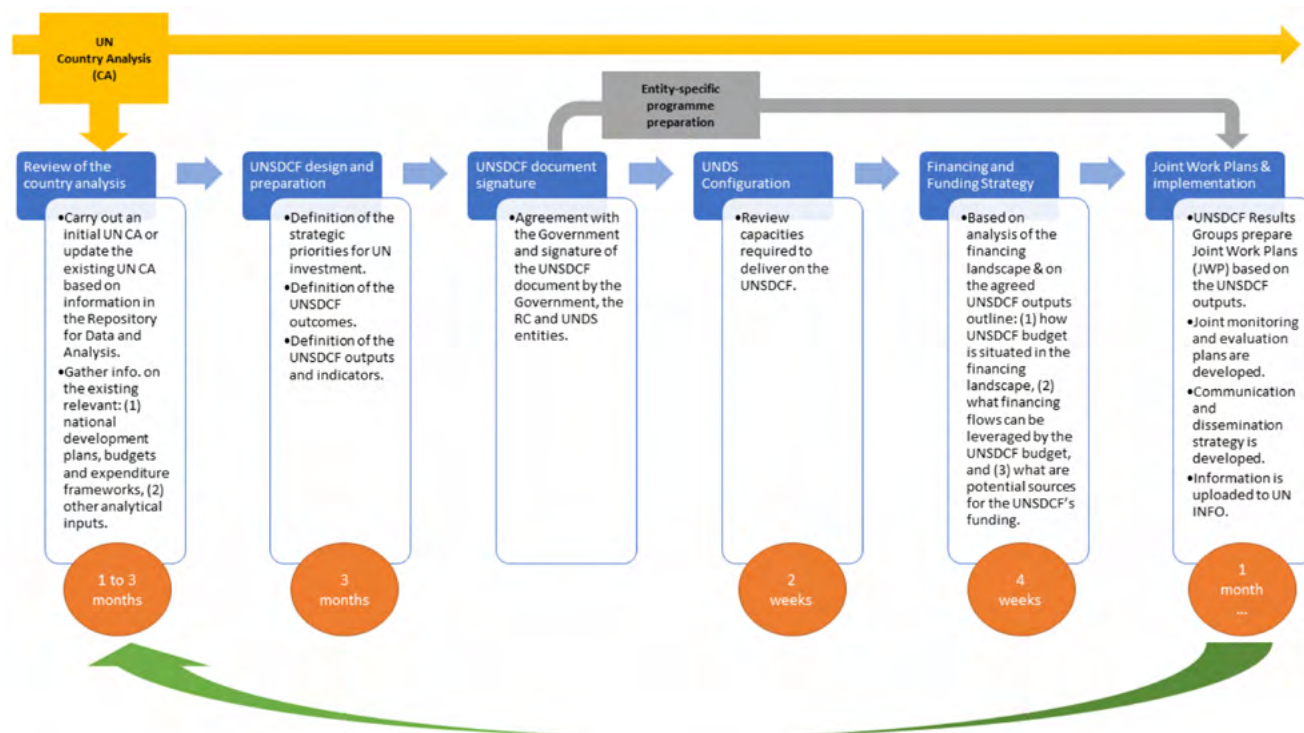 UN
Country Analysis
(CA)
Entity-specific
programme
preparation
Review of the
country analysis
•Carry out an
initial UN CA or
update the
existing UN CA
based on
information in
the Repository
for Data and
Analysis.
•Gather info. on
the existing
relevant: (1)
national
development
plans, budgets
and expenditure
frameworks, (2)
other analytical
inputs.
1 to 3
months
UNSDCF design and
preparation
•Definition of the
strategic
priorities for UN
investment.
•Definition of the
UNSDCF
outcomes.
•Definition of the
UNSDCF outputs
and indicators.
3
months
UNSDCF document
signature
•Agreement with
the Government
and signature of
the UNSDCF
document by the
Government, the
RC and UNDS
entities.
UNDS
Configuration
•Review
capacities
required to
deliver on the
UNSDCF.
2
weeks
Financing and
Funding Strategy
•Based on
analysis of the
financing
landscape & on
the agreed
UNSDCF outputs
outline: (1) how
UNSDCF budget
is situated in the
financing
landscape, (2)
what financing
flows can be
leveraged by the
UNSDCF budget,
and (3) what are
potential sources
for the UNSDCF's
funding.
4
weeks
Joint Work Plans &
implementation
•UNSDCF Results
Groups prepare
Joint Work Plans
(JWP) based on
the UNSDCF
outputs.
•Joint monitoring
and evaluation
plans are
developed.
•Communication
and
dissemination
strategy is
developed.
•Information is
uploaded to UN
INFO.
1
month
...